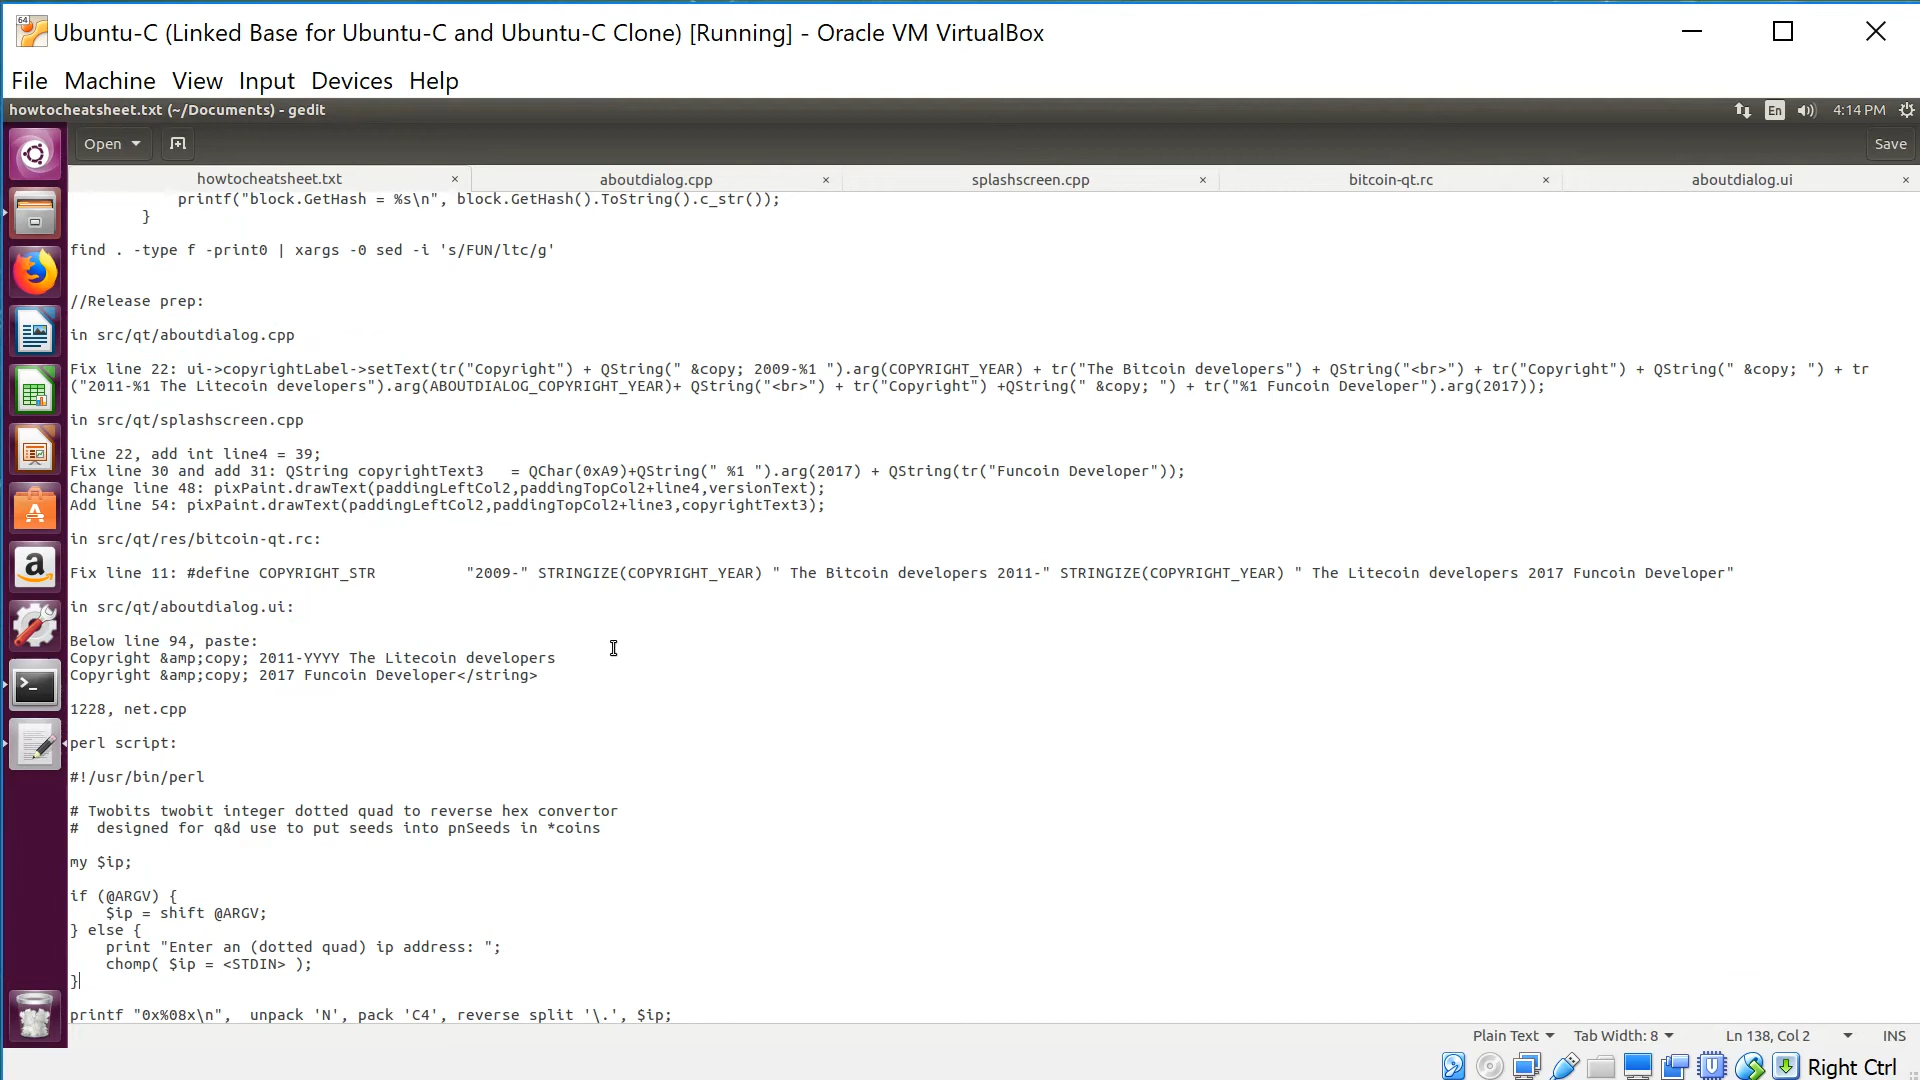 64
Ubuntu-C (Linked Base for Ubuntu-C and Ubuntu-C Clone) [Running] - Oracle VM VirtualBox
File Machine View Input Devices Help
howtocheatsheet.txt (~/Documents) - gedit
En 4:14 PM
Open Save
howtocheatsheet.txt × aboutdialog.cpp × splashscreen.cpp × bitcoin-qt.rc × aboutdialog.ui ×
printf("block.GetHash = %s\n", block.GetHash().ToString().c_str());
}
find . -type f -print0 | xargs -0 sed -i 's/FUN/ltc/g'
//Release prep:
in src/qt/aboutdialog.cpp
Fix line 22: ui->copyrightLabel->setText(tr("Copyright") + QString(" &copy; 2009-%1 ").arg(COPYRIGHT_YEAR) + tr("The Bitcoin developers") + QString("<br>") + tr("Copyright") + QString(" &copy; ") + tr
("2011-%1 The Litecoin developers").arg(ABOUTDIALOG_COPYRIGHT_YEAR)+ QString("<br>") + tr("Copyright") +QString(" &copy; ") + tr("%1 Funcoin Developer").arg(2017));
in src/qt/splashscreen.cpp
line 22, add int line4 = 39;
Fix line 30 and add 31: QString copyrightText3   = QChar(0xA9)+QString(" %1 ").arg(2017) + QString(tr("Funcoin Developer"));
Change line 48: pixPaint.drawText(paddingLeftCol2,paddingTopCol2+line4,versionText);
Add line 54: pixPaint.drawText(paddingLeftCol2,paddingTopCol2+line3,copyrightText3);
in src/qt/res/bitcoin-qt.rc:
Fix line 11: #define COPYRIGHT_STR          "2009-" STRINGIZE(COPYRIGHT_YEAR) " The Bitcoin developers 2011-" STRINGIZE(COPYRIGHT_YEAR) " The Litecoin developers 2017 Funcoin Developer"
in src/qt/aboutdialog.ui:
Below line 94, paste:
Copyright &amp;copy; 2011-YYYY The Litecoin developers
Copyright &amp;copy; 2017 Funcoin Developer</string>
1228, net.cpp
perl script:
#!/usr/bin/perl
# Twobits twobit integer dotted quad to reverse hex convertor
#  designed for q&d use to put seeds into pnSeeds in *coins
my $ip;
if (@ARGV) {
    $ip = shift @ARGV;
} else {
    print "Enter an (dotted quad) ip address: ";
    chomp( $ip = <STDIN> );
}
printf "0x%08x\n",  unpack 'N', pack 'C4', reverse split '\.', $ip;
Plain Text Tab Width: 8 Ln 138, Col 2 INS
Right Ctrl